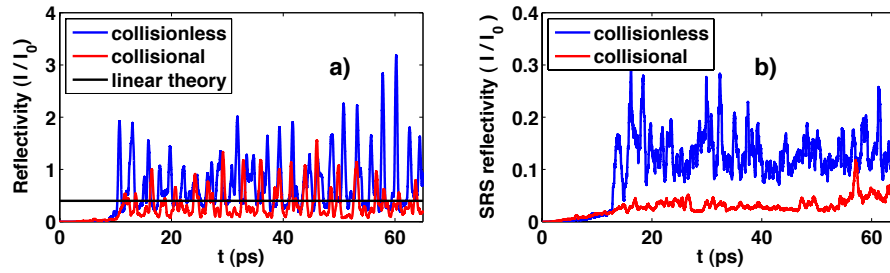 Reflectivity (I / I₀)
4
3
2
1
0
collisionless
collisional
linear theory
a)
0 20 40 60
t (ps)
SRS reflectivity ( I / I₀)
0.4
0.3
0.2
0.1
0
collisionless
collisional
b)
0 20 40 60
t (ps)